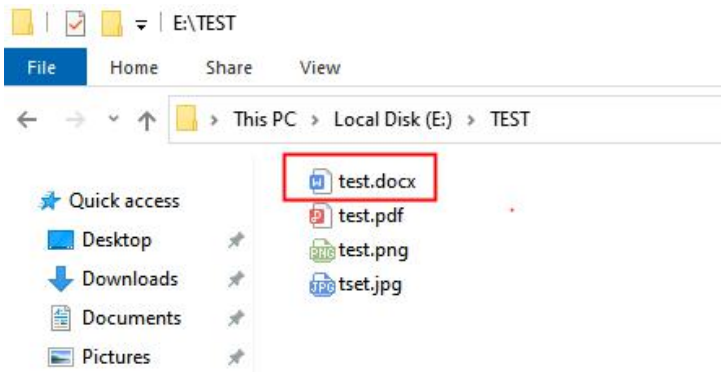 E:\TEST
File Home Share View
This PC > Local Disk (E:) > TEST
Quick access
Desktop
Downloads
Documents
Pictures
test.docx
test.pdf
test.png
tset.jpg